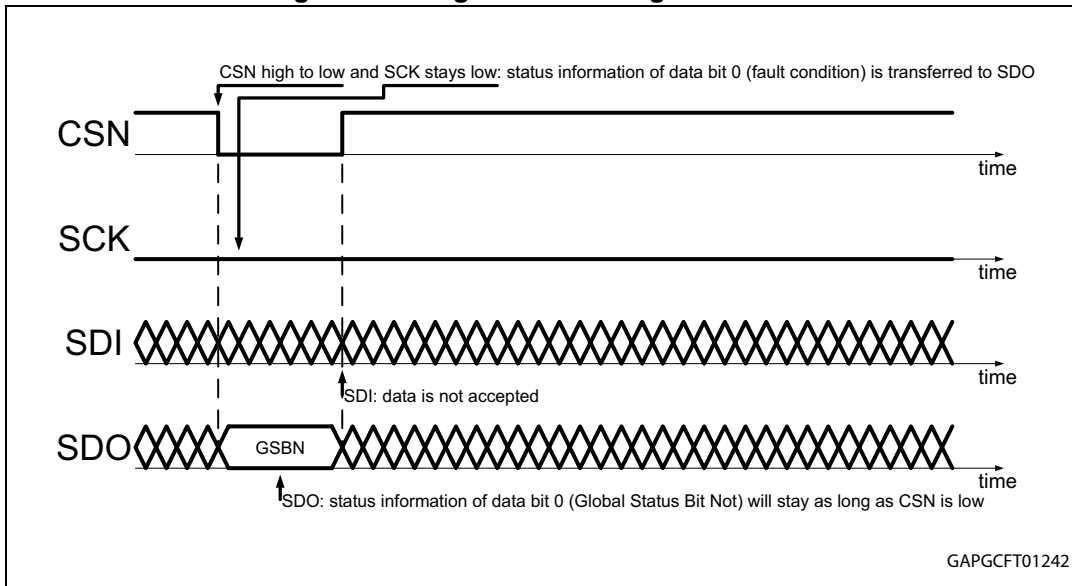 CSN high to low and SCK stays low: status information of data bit 0 (fault condition) is transferred to SDO
CSN
time
SCK
time
SDI
time
SDI: data is not accepted
SDO
GSBN
time
SDO: status information of data bit 0 (Global Status Bit Not) will stay as long as CSN is low
GAPGCFT01242